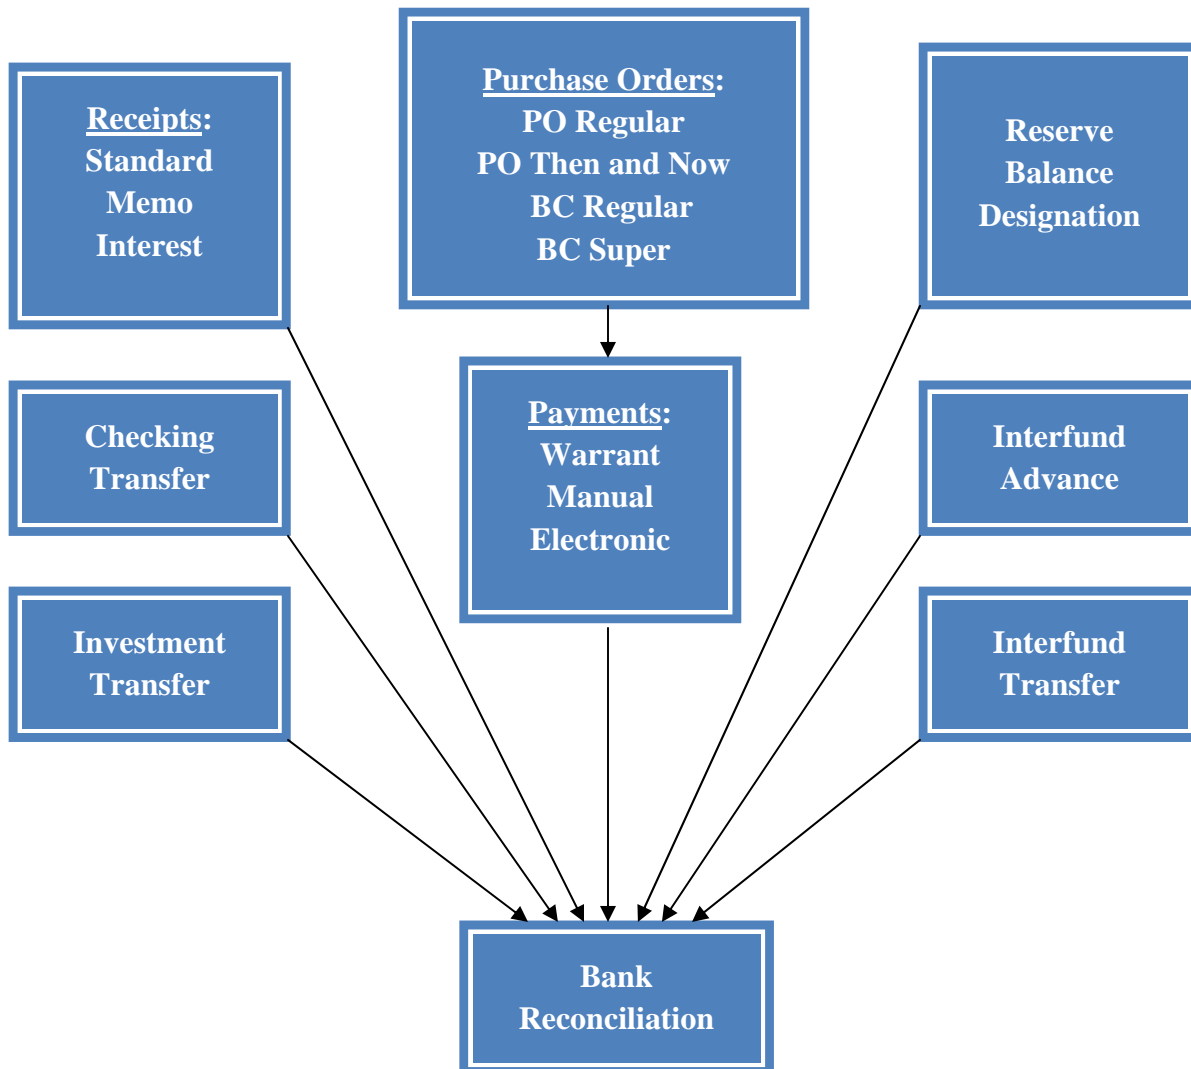 Receipts:
Standard
Memo
Interest
Purchase Orders:
PO Regular
PO Then and Now
BC Regular
BC Super
Reserve
Balance
Designation
Checking
Transfer
Payments:
Warrant
Manual
Electronic
Interfund
Advance
Investment
Transfer
Interfund
Transfer
Bank
Reconciliation